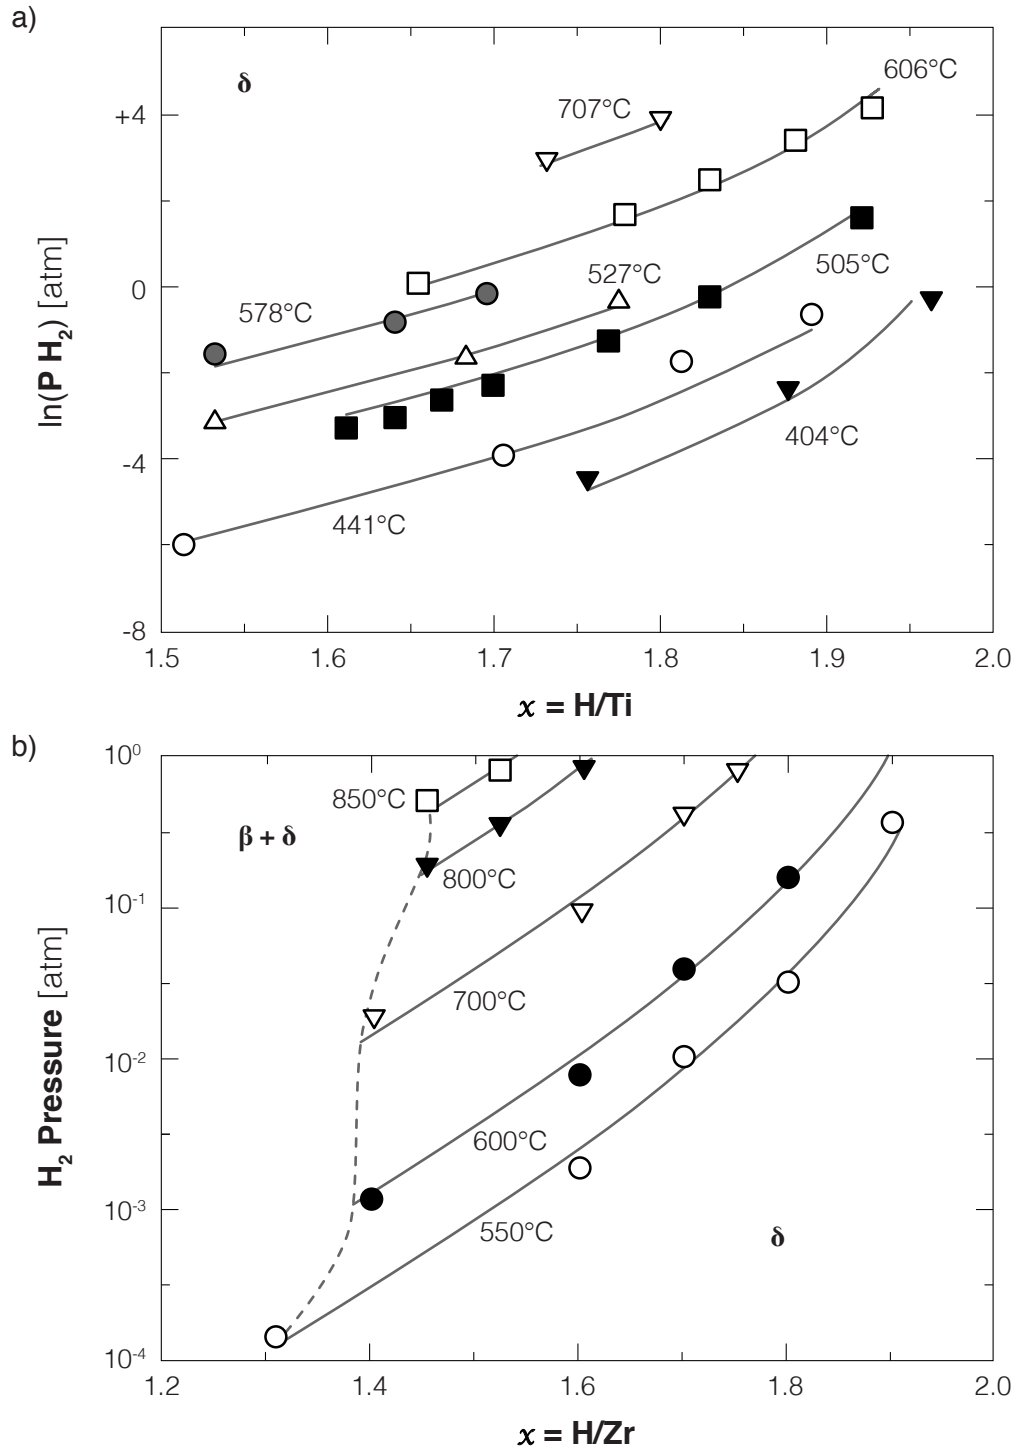 a)
δ
707°C
606°C
+4
578°C
527°C
505°C
0
404°C
-4
441°C
-8
ln(P H₂) [atm]
1.5 1.6 1.7 1.8 1.9 2.0
x = H/Ti
b)
10⁰
850°C
β + δ
800°C
10⁻¹
700°C
10⁻²
600°C
10⁻³
550°C
δ
10⁻⁴
H₂ Pressure [atm]
1.2 1.4 1.6 1.8 2.0
x = H/Zr